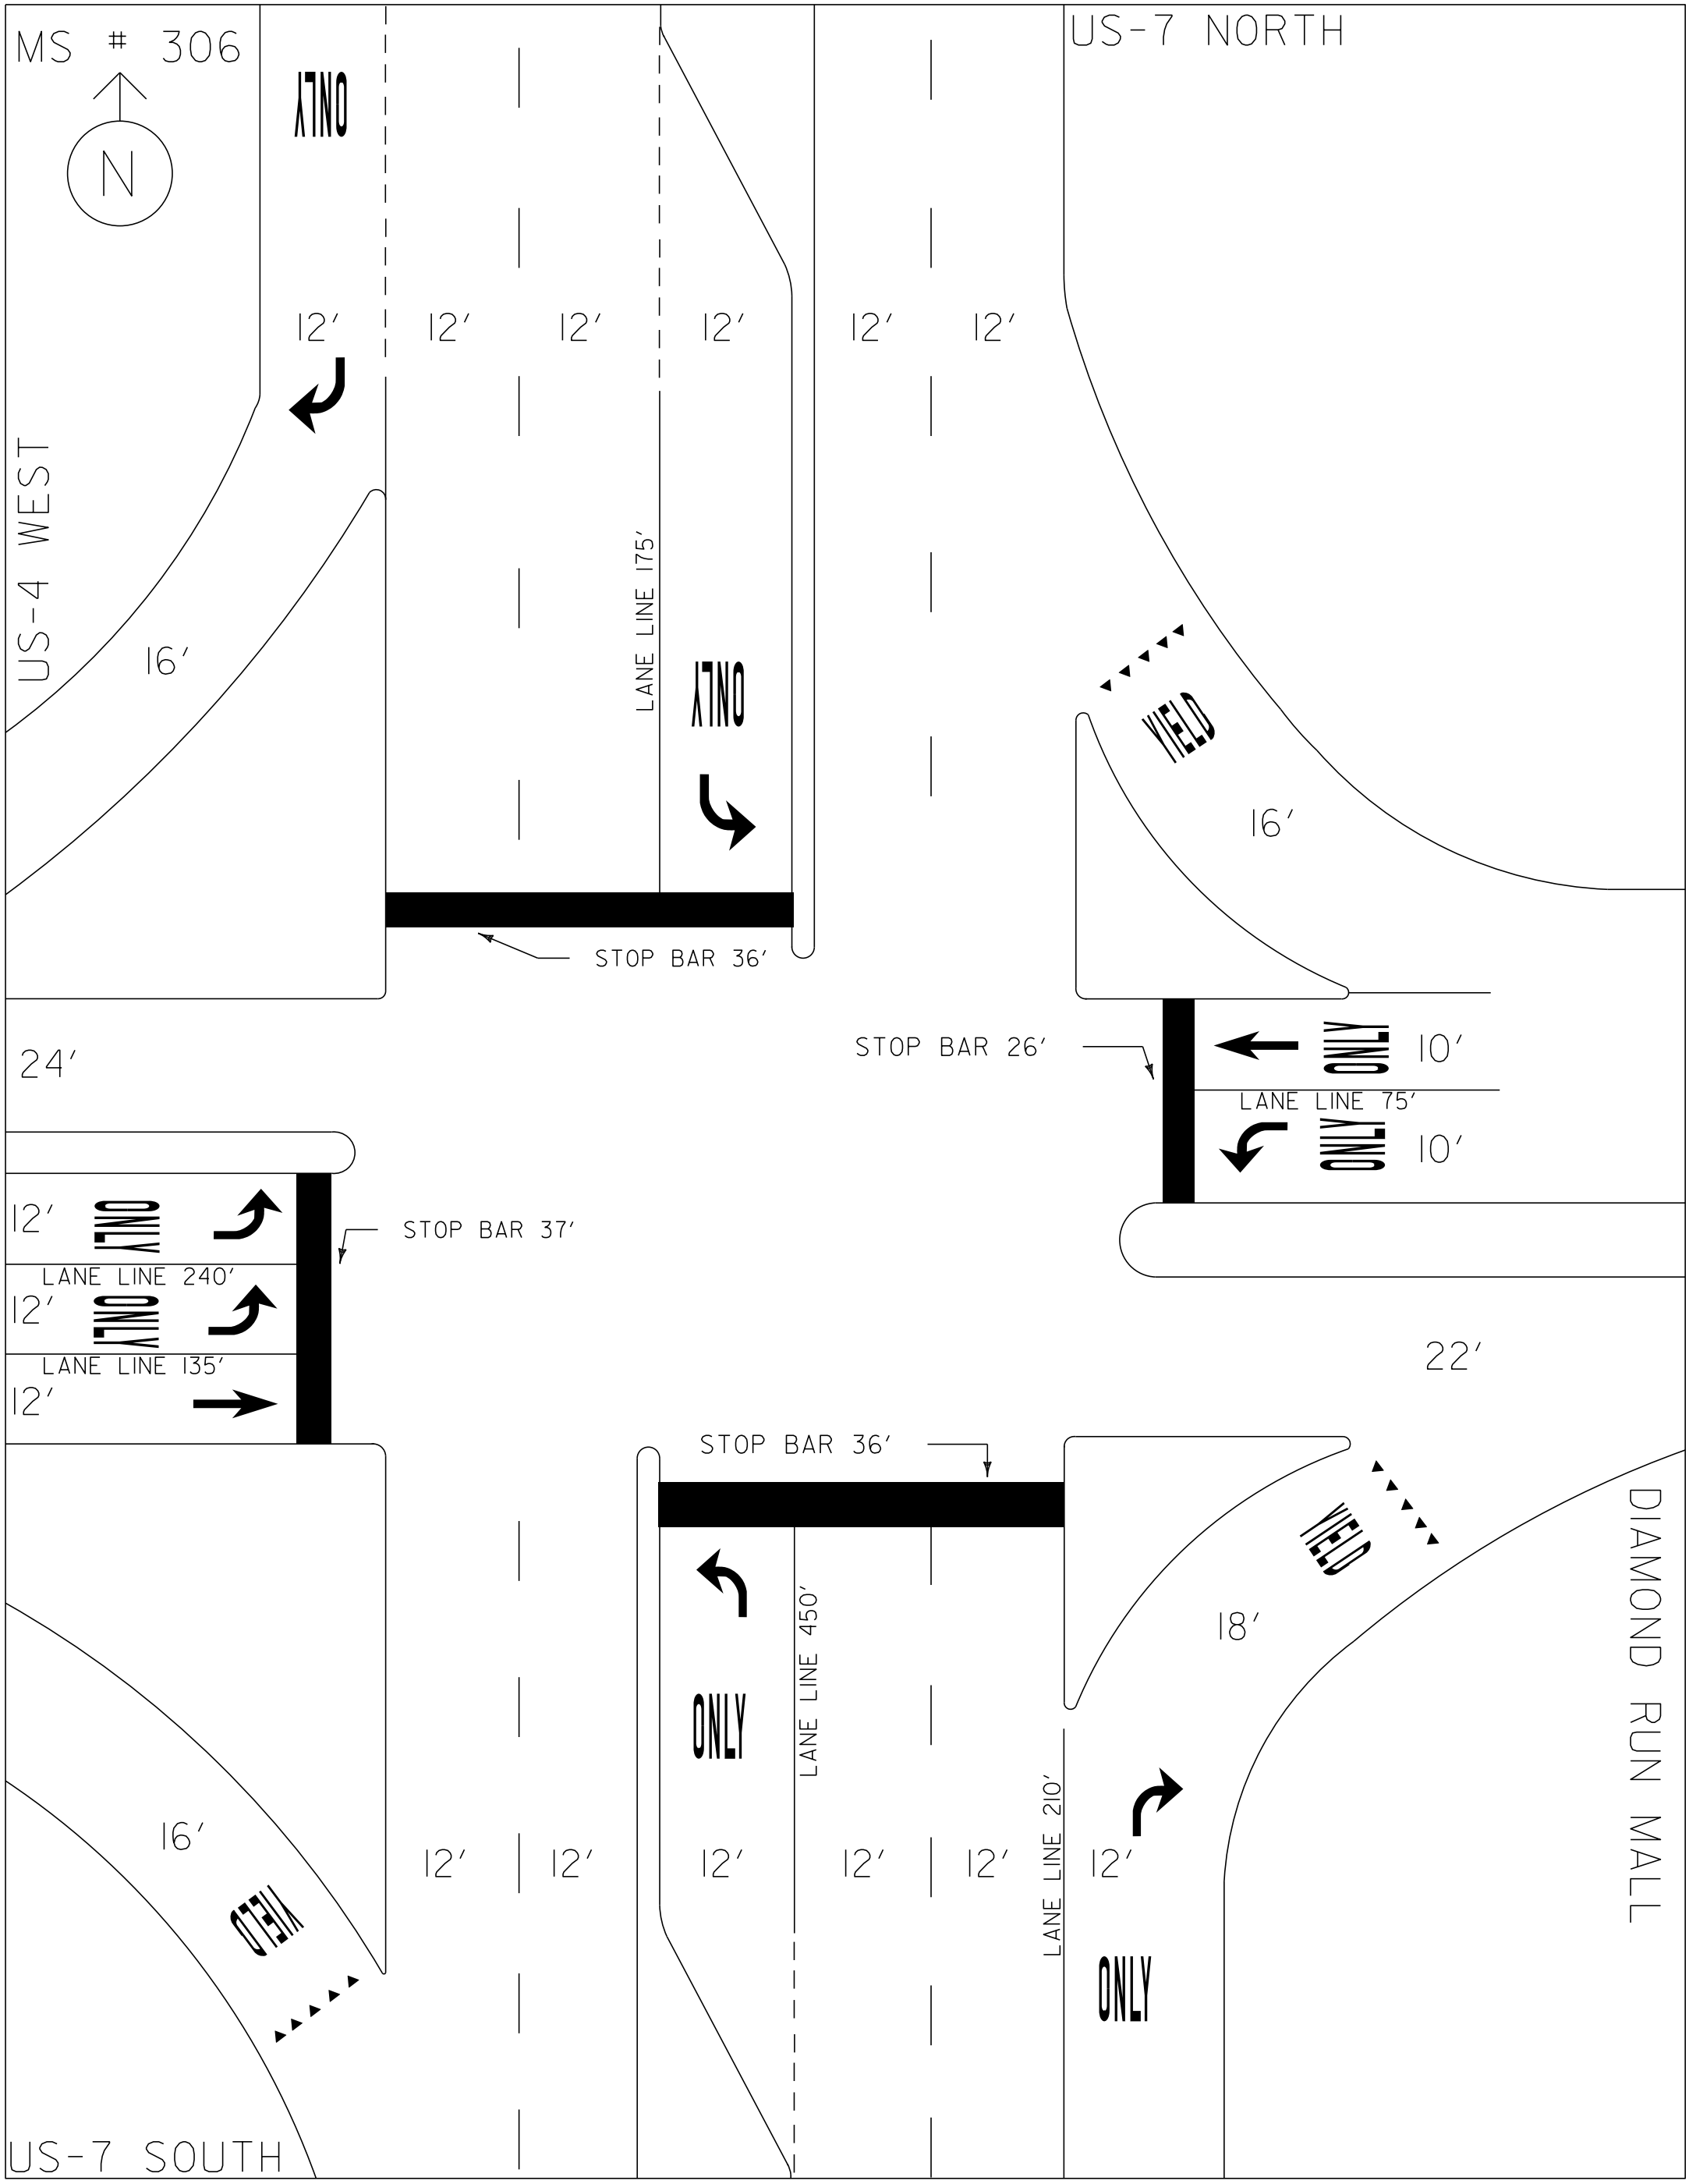 MS # 306
US-7 NORTH
N
ONLY
12' 12' 12' 12' 12' 12'
US-4 WEST
16'
LANE LINE 175'
ONLY
YIELD
16'
STOP BAR 36'
24'
STOP BAR 26'
ONLY 10'
LANE LINE 75'
ONLY 10'
12' ONLY
STOP BAR 37'
LANE LINE 240'
12' ONLY
LANE LINE 135'
12'
22'
STOP BAR 36'
YIELD
18'
LANE LINE 450'
ONLY
DIAMOND RUN MALL
16'
YIELD
12' 12' 12' 12' 12' 12'
LANE LINE 210'
ONLY
US-7 SOUTH